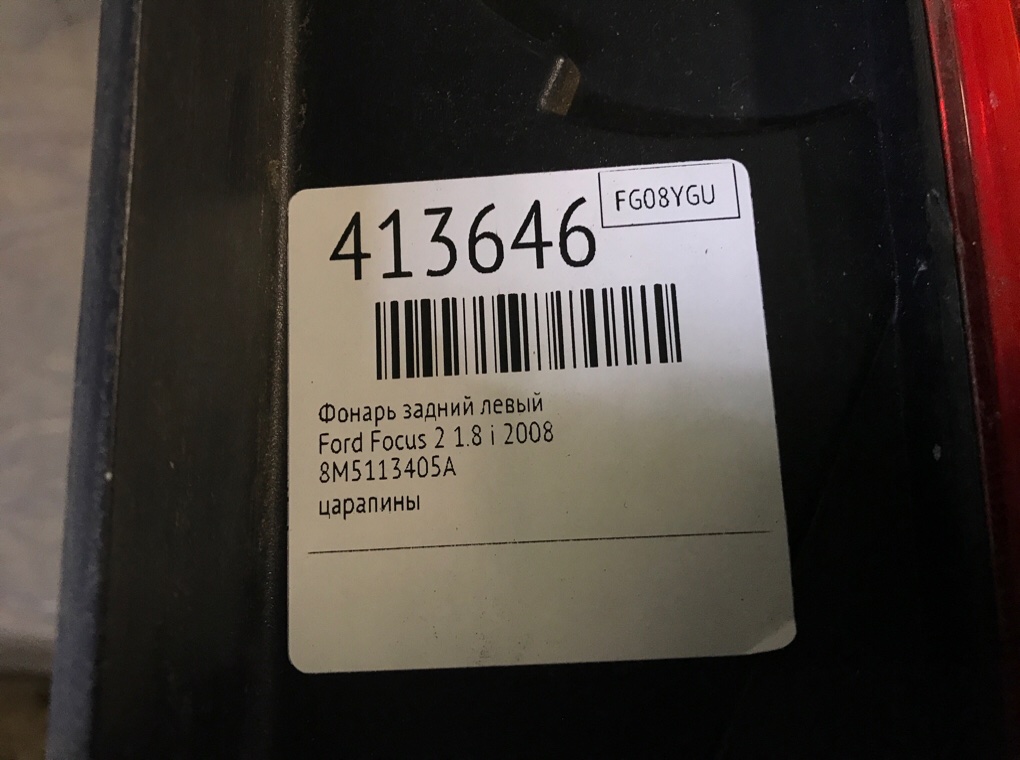 413646
FG08YGU
Фонарь задний левый
Ford Focus 2 1.8 i 2008
8M5113405A
царапины